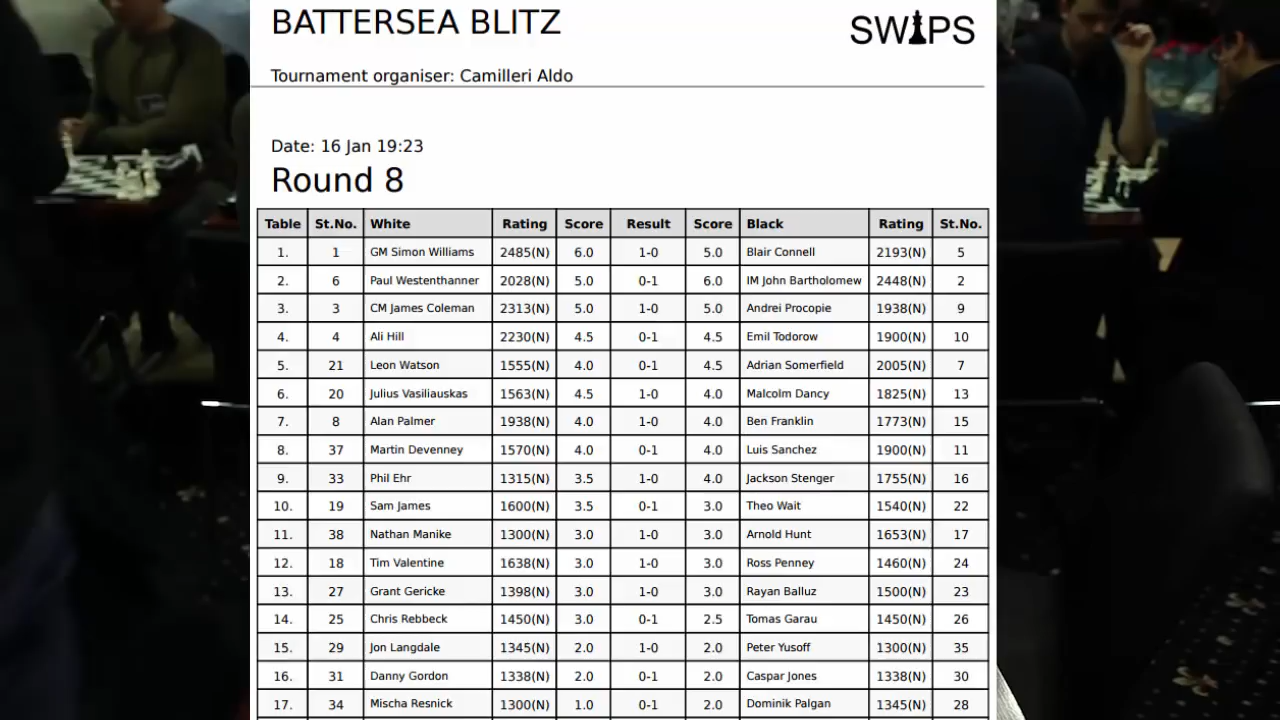 BATTERSEA BLITZ
SWIPS
Tournament organiser: Camilleri Aldo
Date: 16 Jan 19:23
Round 8
Table St.No. White Rating Score Result Score Black Rating St.No.
1. 1 GM Simon Williams 2485(N) 6.0 1-0 5.0 Blair Connell 2193(N) 5
2. 6 Paul Westenthanner 2028(N) 5.0 0-1 6.0 IM John Bartholomew 2448(N) 2
3. 3 CM James Coleman 2313(N) 5.0 1-0 5.0 Andrei Procopie 1938(N) 9
4. 4 Ali Hill 2230(N) 4.5 0-1 4.5 Emil Todorow 1900(N) 10
5. 21 Leon Watson 1555(N) 4.0 0-1 4.5 Adrian Somerfield 2005(N) 7
6. 20 Julius Vasiliauskas 1563(N) 4.5 1-0 4.0 Malcolm Dancy 1825(N) 13
7. 8 Alan Palmer 1938(N) 4.0 1-0 4.0 Ben Franklin 1773(N) 15
8. 37 Martin Devenney 1570(N) 4.0 0-1 4.0 Luis Sanchez 1900(N) 11
9. 33 Phil Ehr 1315(N) 3.5 1-0 4.0 Jackson Stenger 1755(N) 16
10. 19 Sam James 1600(N) 3.5 0-1 3.0 Theo Wait 1540(N) 22
11. 38 Nathan Manike 1300(N) 3.0 1-0 3.0 Arnold Hunt 1653(N) 17
12. 18 Tim Valentine 1638(N) 3.0 1-0 3.0 Ross Penney 1460(N) 24
13. 27 Grant Gericke 1398(N) 3.0 1-0 3.0 Rayan Balluz 1500(N) 23
14. 25 Chris Rebbeck 1450(N) 3.0 0-1 2.5 Tomas Garau 1450(N) 26
15. 29 Jon Langdale 1345(N) 2.0 1-0 2.0 Peter Yusoff 1300(N) 35
16. 31 Danny Gordon 1338(N) 2.0 0-1 2.0 Caspar Jones 1338(N) 30
17. 34 Mischa Resnick 1300(N) 1.0 0-1 2.0 Dominik Palgan 1345(N) 28